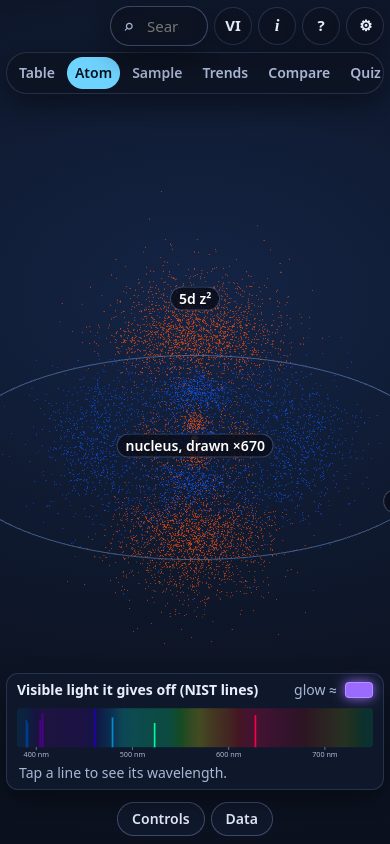 Sear VI i ? ⚙
Table Atom Sample Trends Compare Quiz
5d z²
nucleus, drawn ×670
Visible light it gives off (NIST lines) glow ≈
400 nm 500 nm 600 nm 700 nm
Tap a line to see its wavelength.
Controls Data